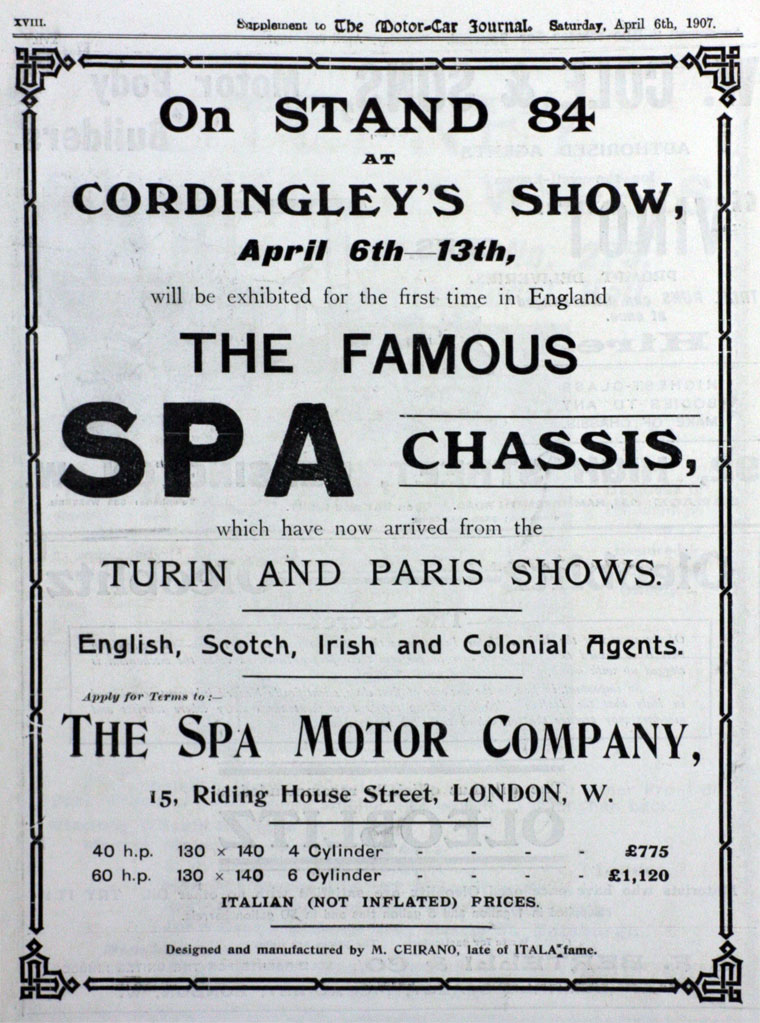 XVIII. Supplement to The Motor-Car Journal. Saturday, April 6th, 1907.
On STAND 84
AT
CORDINGLEY'S SHOW,
April 6th—13th,
will be exhibited for the first time in England
THE FAMOUS
SPA CHASSIS,
which have now arrived from the
TURIN AND PARIS SHOWS.
English, Scotch, Irish and Colonial Agents.
Apply for Terms to:—
THE SPA MOTOR COMPANY,
15, Riding House Street, LONDON, W.
40 h.p. 130 × 140 4 Cylinder - - - - £775
60 h.p. 130 × 140 6 Cylinder - - - - £1,120
ITALIAN (NOT INFLATED) PRICES.
Designed and manufactured by M. CEIRANO, late of ITALA fame.